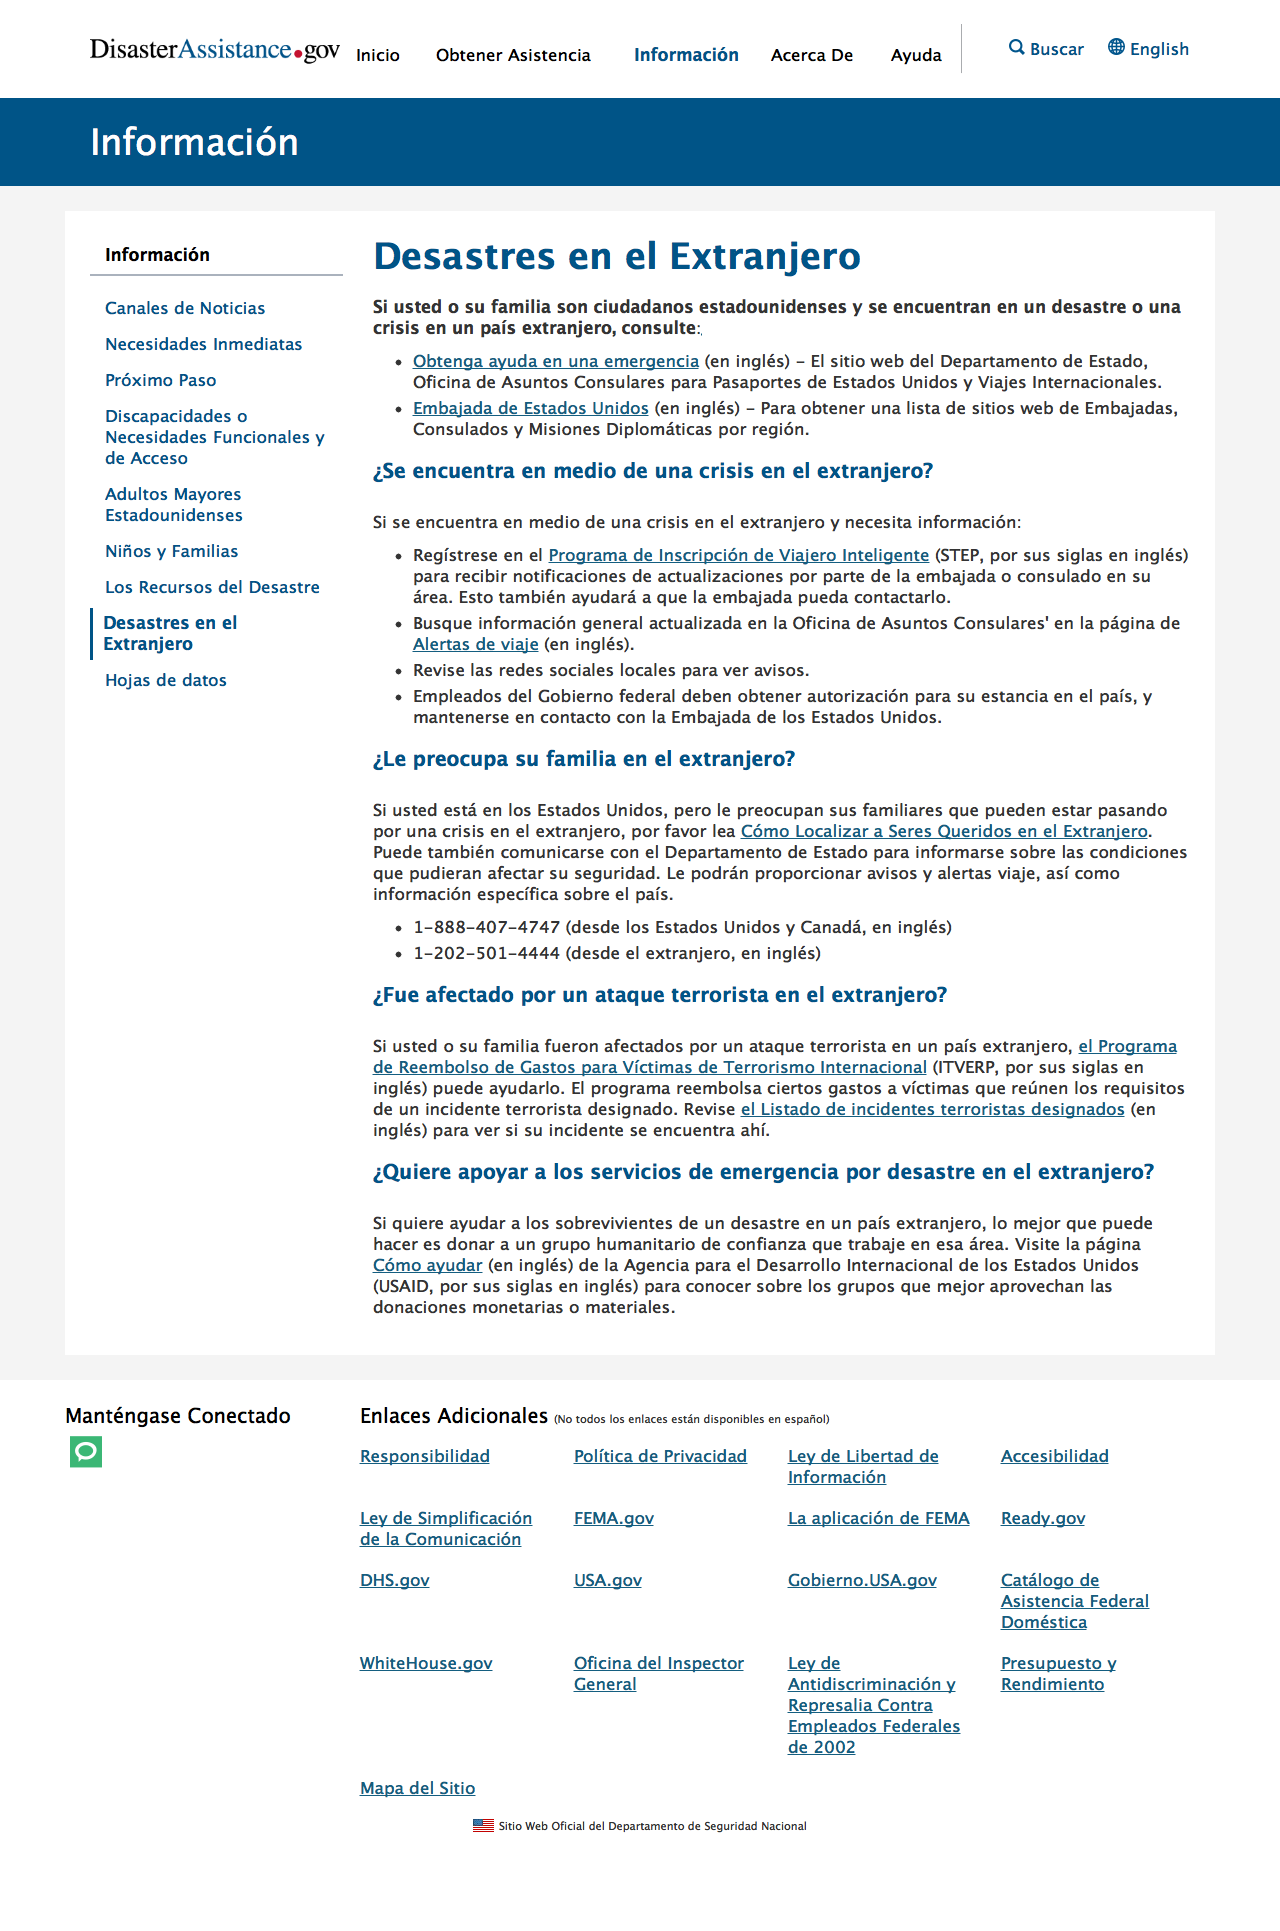 DisasterAssistance.gov
Inicio
Obtener Asistencia
Información
Acerca De
Ayuda
Buscar
English
Información
Información
Canales de Noticias
Necesidades Inmediatas
Próximo Paso
Discapacidades o
Necesidades Funcionales y
de Acceso
Adultos Mayores
Estadounidenses
Niños y Familias
Los Recursos del Desastre
Desastres en el
Extranjero
Hojas de datos
Desastres en el Extranjero
Si usted o su familia son ciudadanos estadounidenses y se encuentran en un desastre o una
crisis en un país extranjero, consulte:
• Obtenga ayuda en una emergencia (en inglés) – El sitio web del Departamento de Estado,
Oficina de Asuntos Consulares para Pasaportes de Estados Unidos y Viajes Internacionales.
• Embajada de Estados Unidos (en inglés) – Para obtener una lista de sitios web de Embajadas,
Consulados y Misiones Diplomáticas por región.
¿Se encuentra en medio de una crisis en el extranjero?
Si se encuentra en medio de una crisis en el extranjero y necesita información:
• Regístrese en el Programa de Inscripción de Viajero Inteligente (STEP, por sus siglas en inglés)
para recibir notificaciones de actualizaciones por parte de la embajada o consulado en su
área. Esto también ayudará a que la embajada pueda contactarlo.
• Busque información general actualizada en la Oficina de Asuntos Consulares' en la página de
Alertas de viaje (en inglés).
• Revise las redes sociales locales para ver avisos.
• Empleados del Gobierno federal deben obtener autorización para su estancia en el país, y
mantenerse en contacto con la Embajada de los Estados Unidos.
¿Le preocupa su familia en el extranjero?
Si usted está en los Estados Unidos, pero le preocupan sus familiares que pueden estar pasando
por una crisis en el extranjero, por favor lea Cómo Localizar a Seres Queridos en el Extranjero.
Puede también comunicarse con el Departamento de Estado para informarse sobre las condiciones
que pudieran afectar su seguridad. Le podrán proporcionar avisos y alertas viaje, así como
información específica sobre el país.
• 1-888-407-4747 (desde los Estados Unidos y Canadá, en inglés)
• 1-202-501-4444 (desde el extranjero, en inglés)
¿Fue afectado por un ataque terrorista en el extranjero?
Si usted o su familia fueron afectados por un ataque terrorista en un país extranjero, el Programa
de Reembolso de Gastos para Víctimas de Terrorismo Internacional (ITVERP, por sus siglas en
inglés) puede ayudarlo. El programa reembolsa ciertos gastos a víctimas que reúnen los requisitos
de un incidente terrorista designado. Revise el Listado de incidentes terroristas designados (en
inglés) para ver si su incidente se encuentra ahí.
¿Quiere apoyar a los servicios de emergencia por desastre en el extranjero?
Si quiere ayudar a los sobrevivientes de un desastre en un país extranjero, lo mejor que puede
hacer es donar a un grupo humanitario de confianza que trabaje en esa área. Visite la página
Cómo ayudar (en inglés) de la Agencia para el Desarrollo Internacional de los Estados Unidos
(USAID, por sus siglas en inglés) para conocer sobre los grupos que mejor aprovechan las
donaciones monetarias o materiales.
Manténgase Conectado
Enlaces Adicionales (No todos los enlaces están disponibles en español)
Responsibilidad
Política de Privacidad
Ley de Libertad de
Información
Accesibilidad
Ley de Simplificación
de la Comunicación
FEMA.gov
La aplicación de FEMA
Ready.gov
DHS.gov
USA.gov
Gobierno.USA.gov
Catálogo de
Asistencia Federal
Doméstica
WhiteHouse.gov
Oficina del Inspector
General
Ley de
Antidiscriminación y
Represalia Contra
Empleados Federales
de 2002
Presupuesto y
Rendimiento
Mapa del Sitio
Sitio Web Oficial del Departamento de Seguridad Nacional